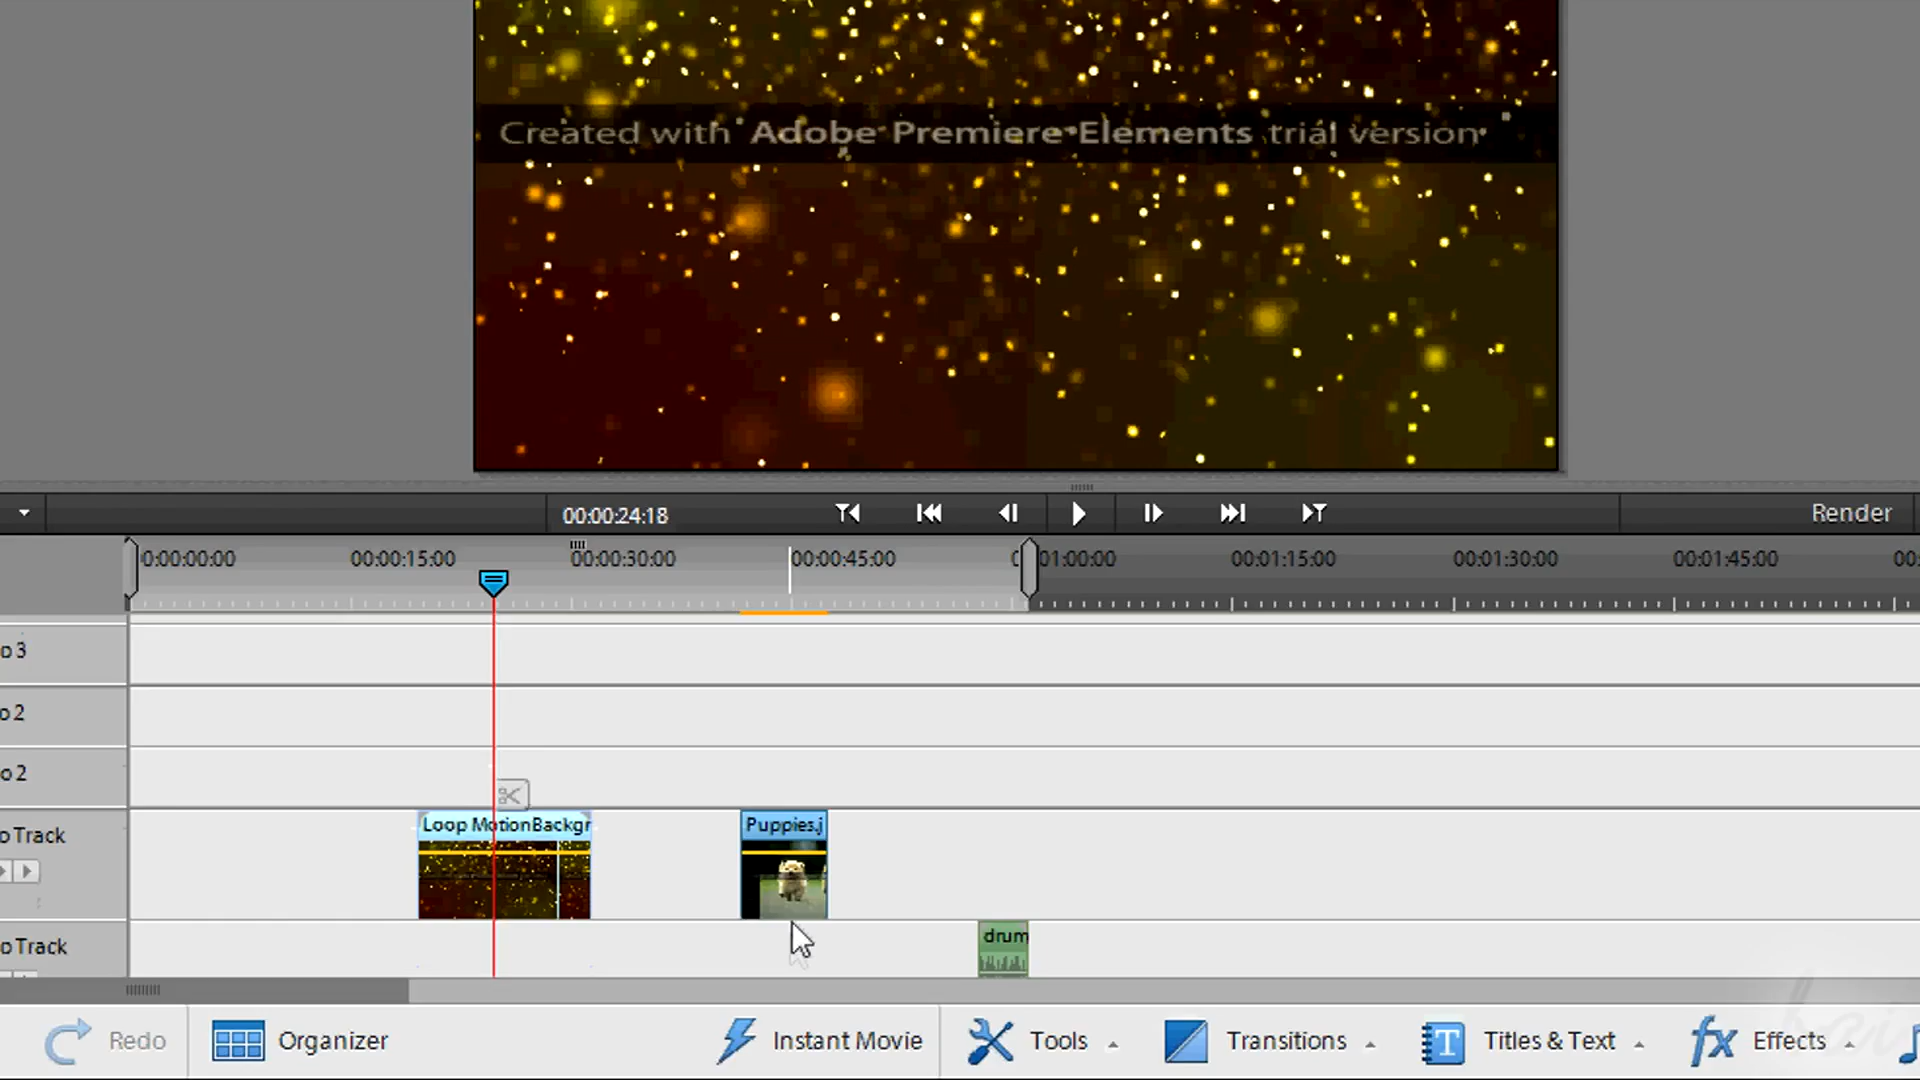 Created with Adobe Premiere Elements trial version
00:00:24:18
Render
0:00:00:00 00:00:15:00 00:00:30:00 00:00:45:00 01:00:00 00:01:15:00 00:01:30:00 00:01:45:00 00:
o 3
o 2
o 2
Loop MotionBackgr Puppies.j
o Track
o Track
drum
Redo Organizer Instant Movie Tools Transitions T Titles & Text fx Effects